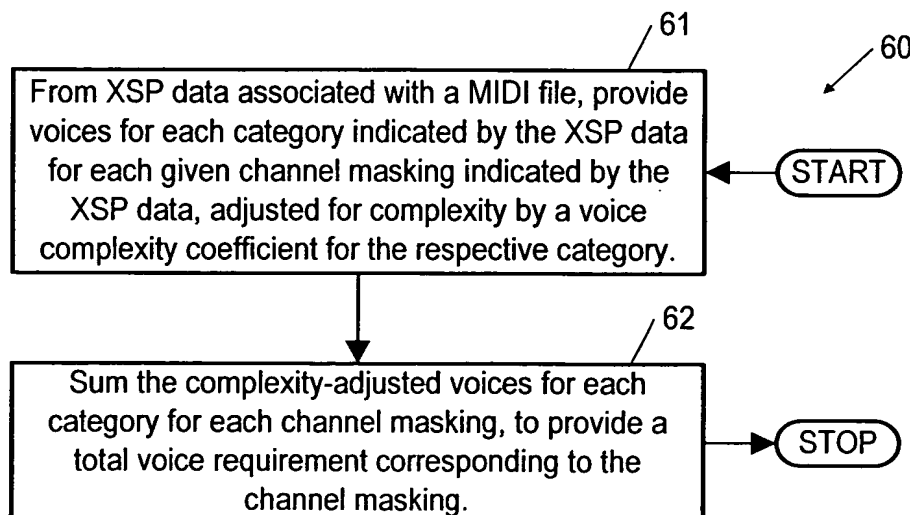 61
60
From XSP data associated with a MIDI file, provide
voices for each category indicated by the XSP data
for each given channel masking indicated by the
XSP data, adjusted for complexity by a voice
complexity coefficient for the respective category.
START
62
Sum the complexity-adjusted voices for each
category for each channel masking, to provide a
total voice requirement corresponding to the
channel masking.
STOP